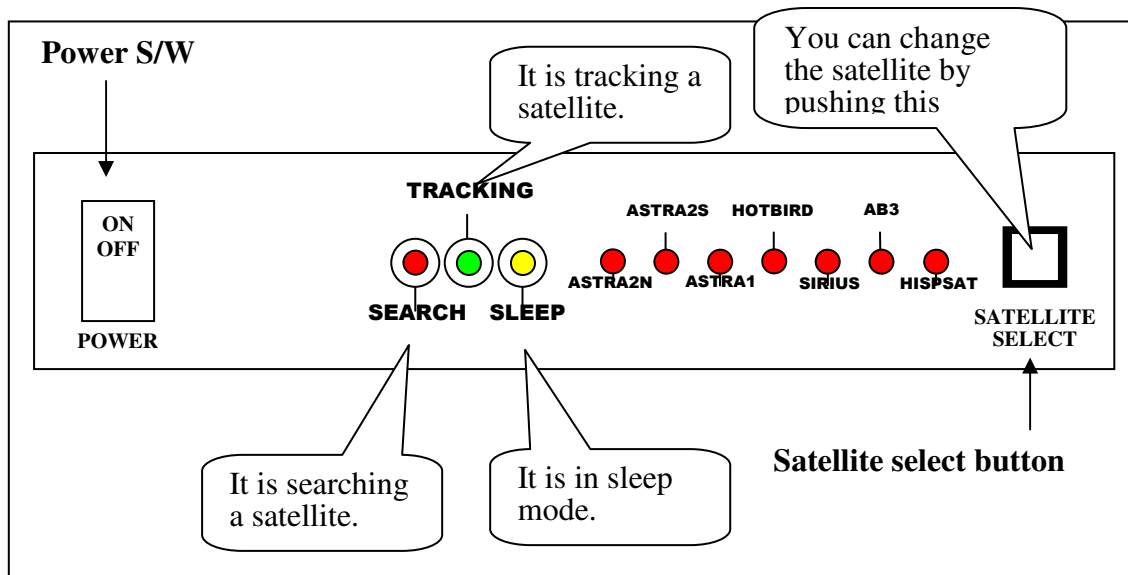 Power S/W
It is tracking a
satellite.
You can change
the satellite by
pushing this
TRACKING
ON
OFF
POWER
ASTRA2S
HOTBIRD
AB3
ASTRA2N
ASTRA1
SIRIUS
HISPSAT
SEARCH
SLEEP
SATELLITE
SELECT
It is searching
a satellite.
It is in sleep
mode.
Satellite select button